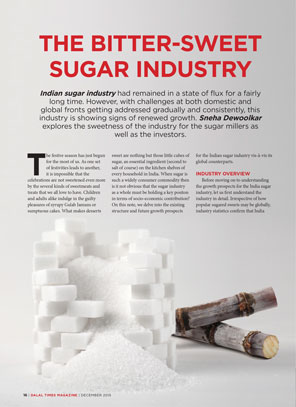 THE BITTER-SWEET
SUGAR INDUSTRY
Indian sugar industry had remained in a state of flux for a fairly
long time. However, with challenges at both domestic and
global fronts getting addressed gradually and consistently, this
industry is showing signs of renewed growth. Sneha Dewoolkar
explores the sweetness of the industry for the sugar millers as
well as the investors.
The festive season has just begun
for the most of us. As one set
of festivities leads to another,
it is impossible that the
celebrations are not sweetened even more
by the several kinds of sweetmeats and
treats that we all love to have. Children
and adults alike indulge in the guilty
pleasures of syrupy Gulab Jamuns or
sumptuous cakes. What makes desserts
sweet are nothing but those little cubes of
sugar, an essential ingredient (second to
salt of course) on the kitchen shelves of
every household in India. When sugar is
such a widely consumer commodity then
is it not obvious that the sugar industry
as a whole must be holding a key position
in terms of socio-economic contribution?
On this note, we delve into the existing
structure and future growth prospects
for the Indian sugar industry vis-à-vis its
global counterparts.
INDUSTRY OVERVIEW
Before moving on to understanding
the growth prospects for the India sugar
industry, let us first understand the
industry in detail. Irrespective of how
popular sugared sweets may be globally,
industry statistics confirm that India
16 | DALAL TIMES MAGAZINE | DECEMBER 2015